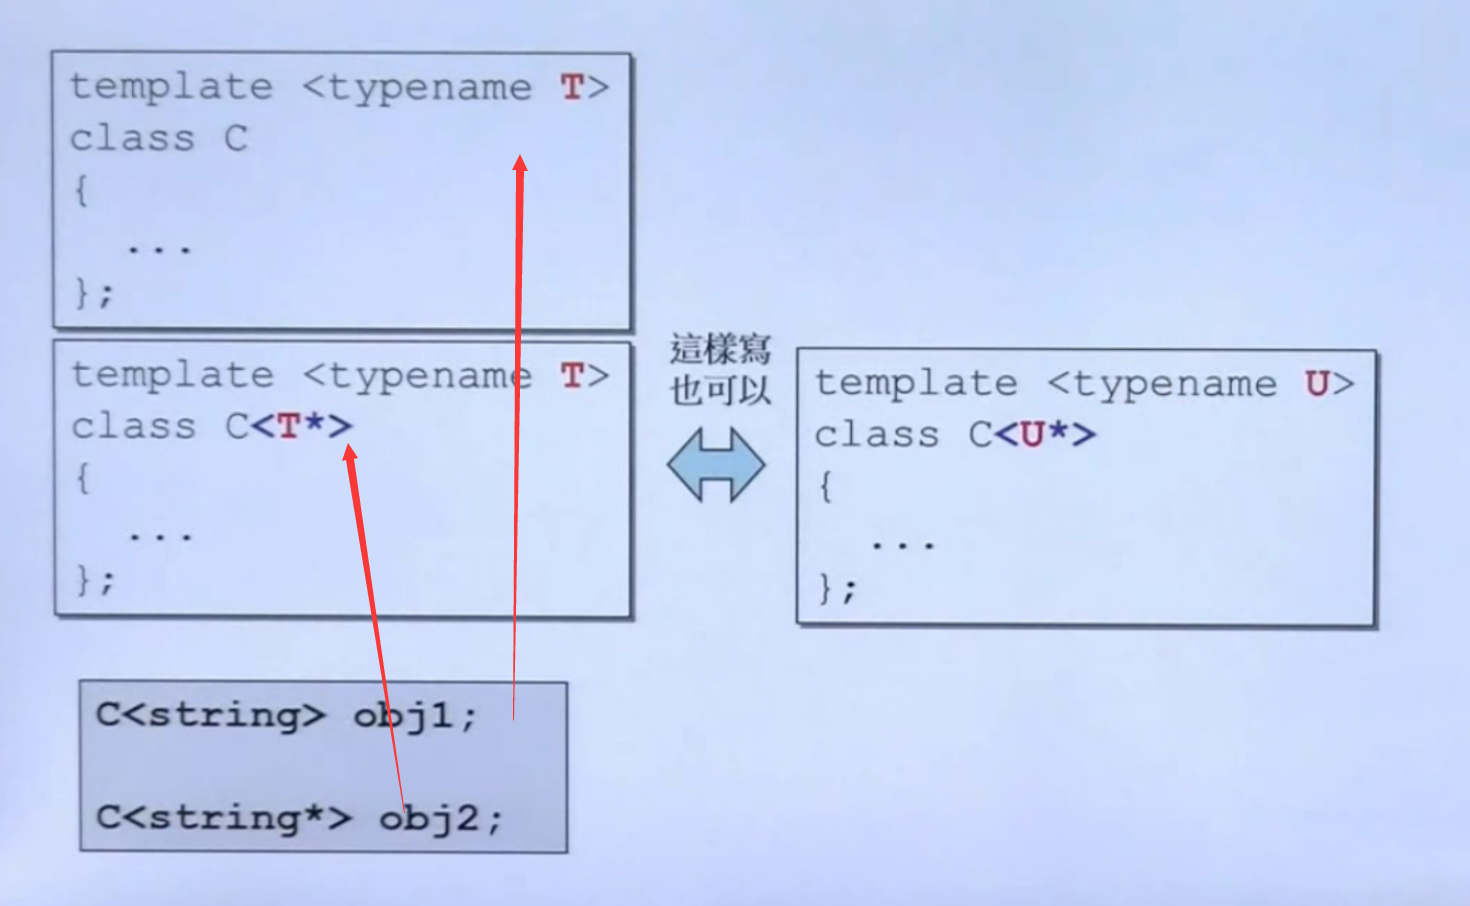 template <typename T>
class C
{
...
};
template <typename T>
class C<T*>
{
...
};
這樣寫
也可以
template <typename U>
class C<U*>
{
...
};
C<string> obj1;
C<string*> obj2;